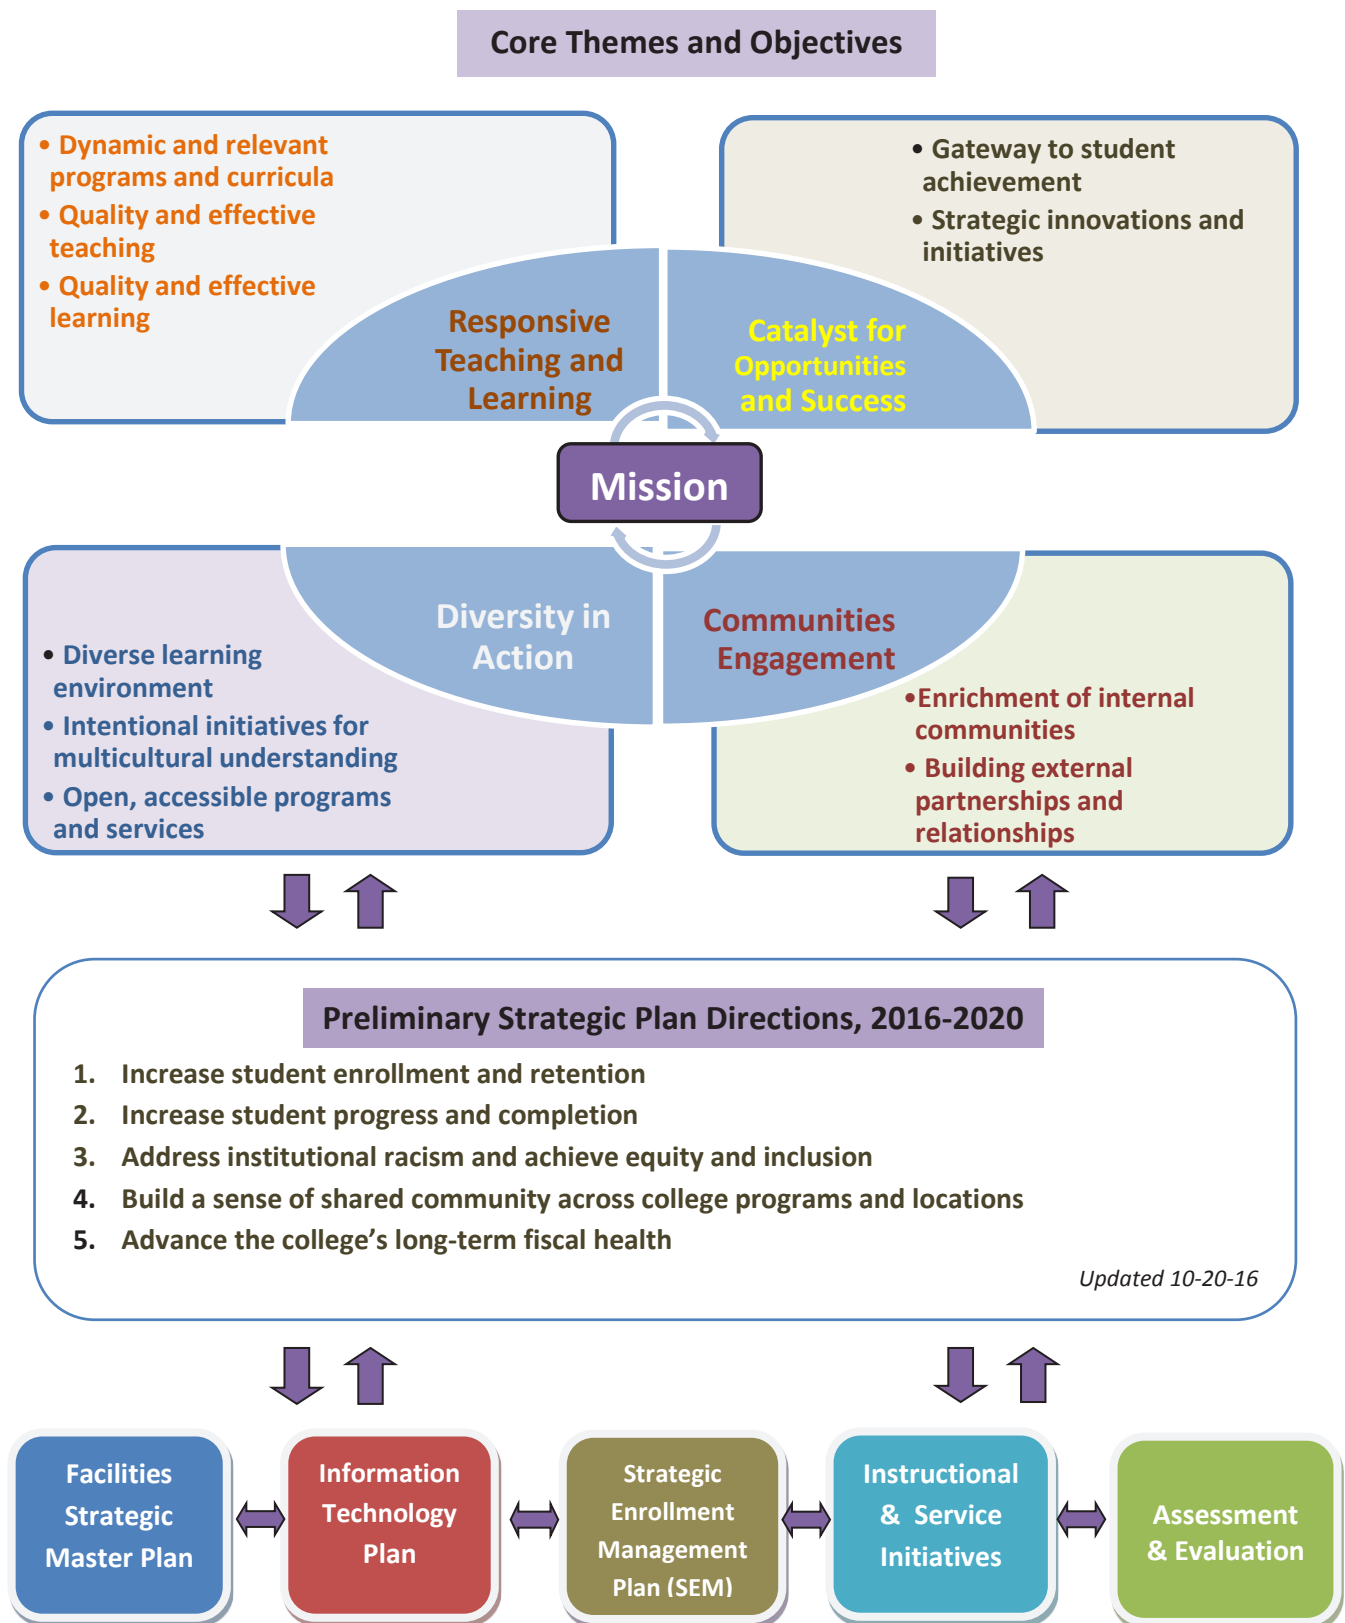 Core Themes and Objectives
• Dynamic and relevant
programs and curricula
• Quality and effective
teaching
• Quality and effective
learning
• Gateway to student
achievement
• Strategic innovations and
initiatives
Responsive
Teaching and
Learning
Catalyst for
Opportunities
and Success
Mission
Diversity in
Action
Communities
Engagement
• Diverse learning
environment
• Intentional initiatives for
multicultural understanding
• Open, accessible programs
and services
•Enrichment of internal
communities
• Building external
partnerships and
relationships
Preliminary Strategic Plan Directions, 2016-2020
1. Increase student enrollment and retention
2. Increase student progress and completion
3. Address institutional racism and achieve equity and inclusion
4. Build a sense of shared community across college programs and locations
5. Advance the college’s long-term fiscal health
Updated 10-20-16
Facilities
Strategic
Master Plan
Information
Technology
Plan
Strategic
Enrollment
Management
Plan (SEM)
Instructional
& Service
Initiatives
Assessment
& Evaluation